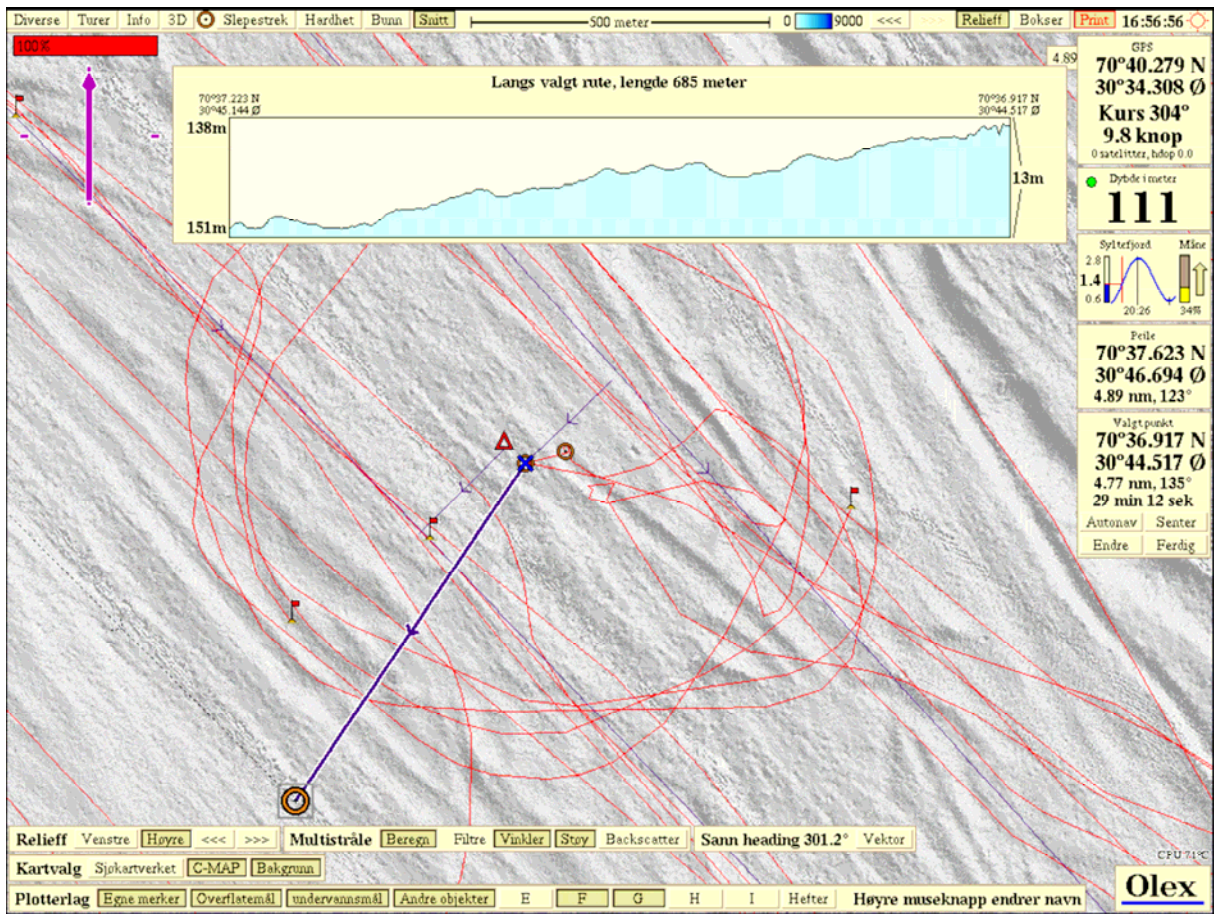 Diverse Turer Info 3D Slepestrek Hardhet Bunn Snitt 500 meter 0 9000 <<< >>> Relieff Bokser Print 16:56:56
100%
4.89
Langs valgt rute, lengde 685 meter
70°37.223 N
30°45.144 Ø
70°36.917 N
30°44.517 Ø
138m
13m
151m
GPS
70°40.279 N
30°34.308 Ø
Kurs 304°
9.8 knop
0 satelitter, hdop 0.0
Dybde i meter
111
Syltefjord Måne
2.8
1.4
0.6
20:26 34%
Peile
70°37.623 N
30°46.694 Ø
4.89 nm, 123°
Valgt punkt
70°36.917 N
30°44.517 Ø
4.77 nm, 135°
29 min 12 sek
Autonav Senter
Endre Ferdig
Relieff Venstre Høyre <<< >>> Multistråle Beregn Filtre Vinkler Støy Backscatter Sann heading 301.2° Vektor
CPU 71°C
Kartvalg Sjøkartverket C-MAP Bakgrunn
Olex
Plotterlag Egne merker Overflatemål undervannsmål Andre objekter E F G H I Hefter Høyre museknapp endrer navn